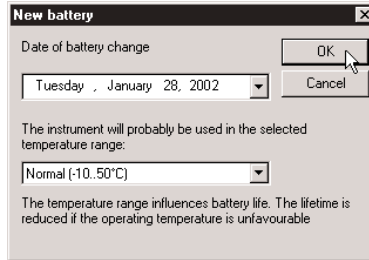 New battery
Date of battery change
OK
Tuesday , January 28, 2002
Cancel
The instrument will probably be used in the selected
temperature range:
Normal (-10..50°C)
The temperature range influences battery life. The lifetime is
reduced if the operating temperature is unfavourable